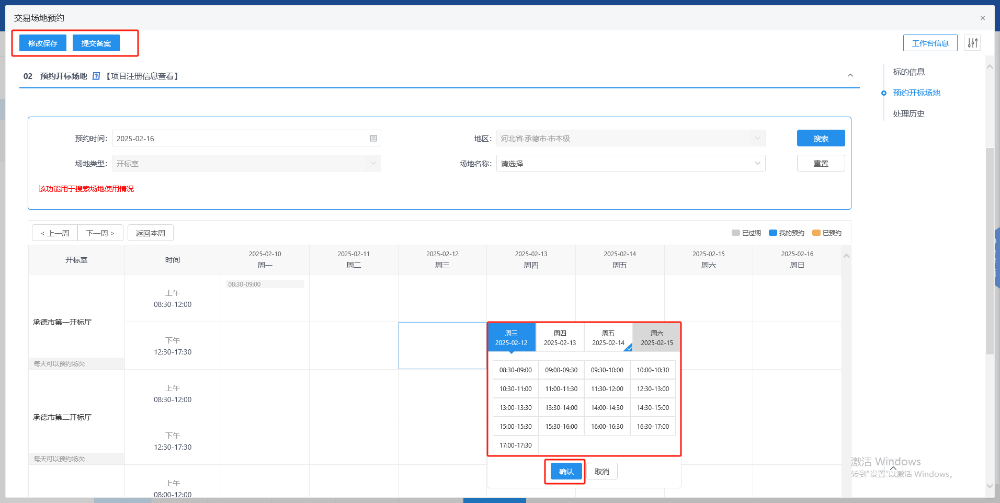 交易场地预约
×
修改保存 提交备案
工作台信息
02 预约开标场地 【项目注册信息查看】
标的信息
预约开标场地
处理历史
预约时间： 2025-02-16 地区： 河北省·承德市·市本级 搜索
场地类型： 开标室 场地名称： 请选择 重置
该功能用于搜索场地使用情况
< 上一周 下一周 > 返回本周 已过期 我的预约 已预约
开标室 时间
2025-02-10 周一
2025-02-11 周二
2025-02-12 周三
2025-02-13 周四
2025-02-14 周五
2025-02-15 周六
2025-02-16 周日
承德市第一开标厅
每天可以预约场次:
上午
08:30-12:00
08:30-09:00
下午
12:30-17:30
承德市第二开标厅
每天可以预约场次:
上午
08:30-12:00
下午
12:30-17:30
上午
08:00-12:00
周三 周四 周五 周六
2025-02-12 2025-02-13 2025-02-14 2025-02-15
08:30-09:00 09:00-09:30 09:30-10:00 10:00-10:30
10:30-11:00 11:00-11:30 11:30-12:00 12:30-13:00
13:00-13:30 13:30-14:00 14:00-14:30 14:30-15:00
15:00-15:30 15:30-16:00 16:00-16:30 16:30-17:00
17:00-17:30
确认 取消
激活 Windows
转到"设置"以激活 Windows。